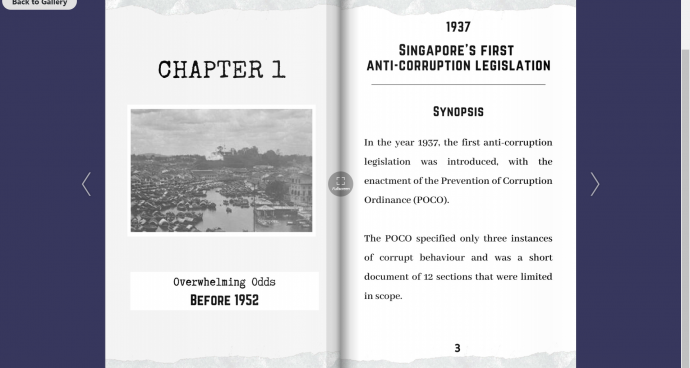 Back to Gallery
CHAPTER 1
Overwhelming Odds
BEFORE 1952
1937
SINGAPORE'S FIRST
ANTI-CORRUPTION LEGISLATION
SYNOPSIS
In the year 1937, the first anti-corruption
legislation was introduced, with the
enactment of the Prevention of Corruption
Ordinance (POCO).
The POCO specified only three instances
of corrupt behaviour and was a short
document of 12 sections that were limited
in scope.
3